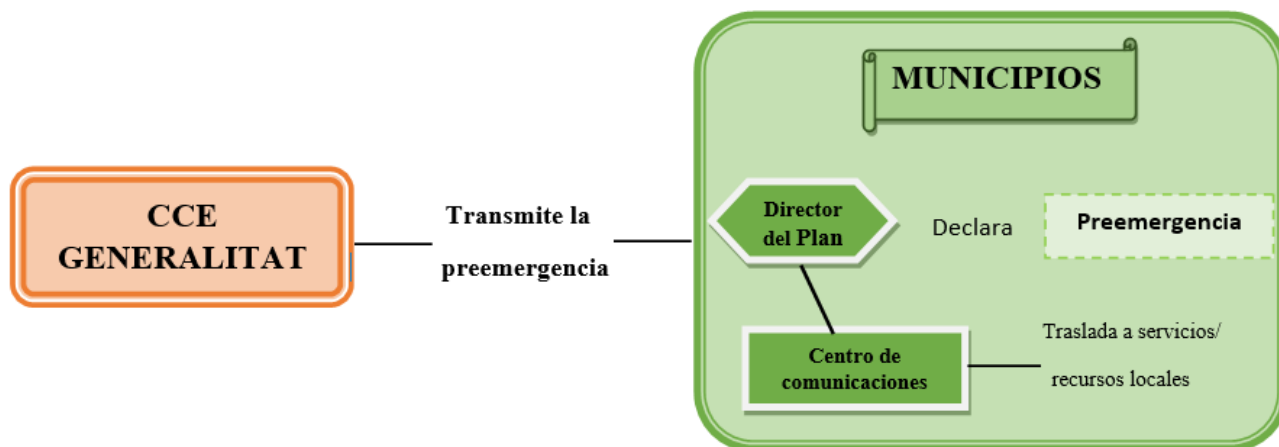 MUNICIPIOS
CCE
GENERALITAT
Transmite la
preemergencia
Director
del Plan
Declara
Preemergencia
Centro de
comunicaciones
Traslada a servicios/
recursos locales